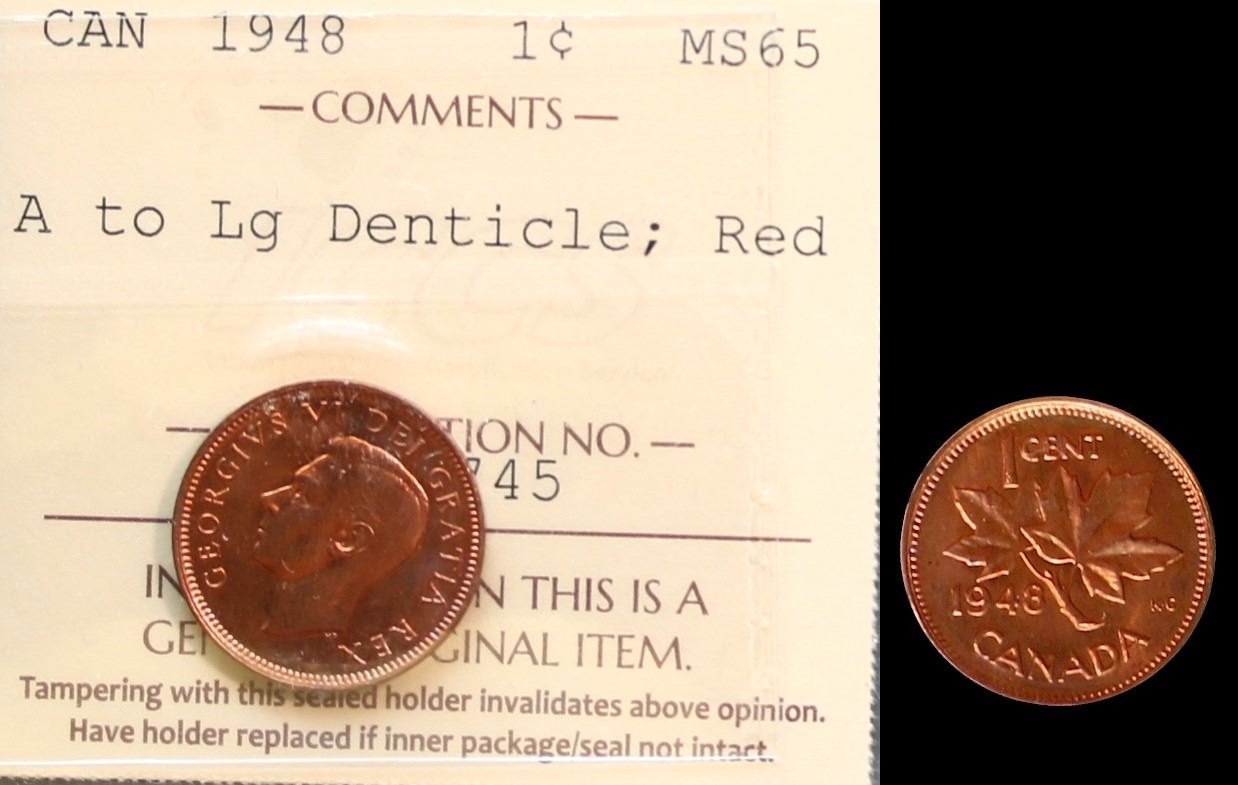 CAN 1948 1¢ MS65
— COMMENTS —
A to Lg Denticle; Red
TION NO. —
745
GEORGIVS VI DEI GRATIA REX
IN N THIS IS A
GE GINAL ITEM.
Tampering with this sealed holder invalidates above opinion.
Have holder replaced if inner package/seal not intact.
1 CENT
1948
KG
CANADA